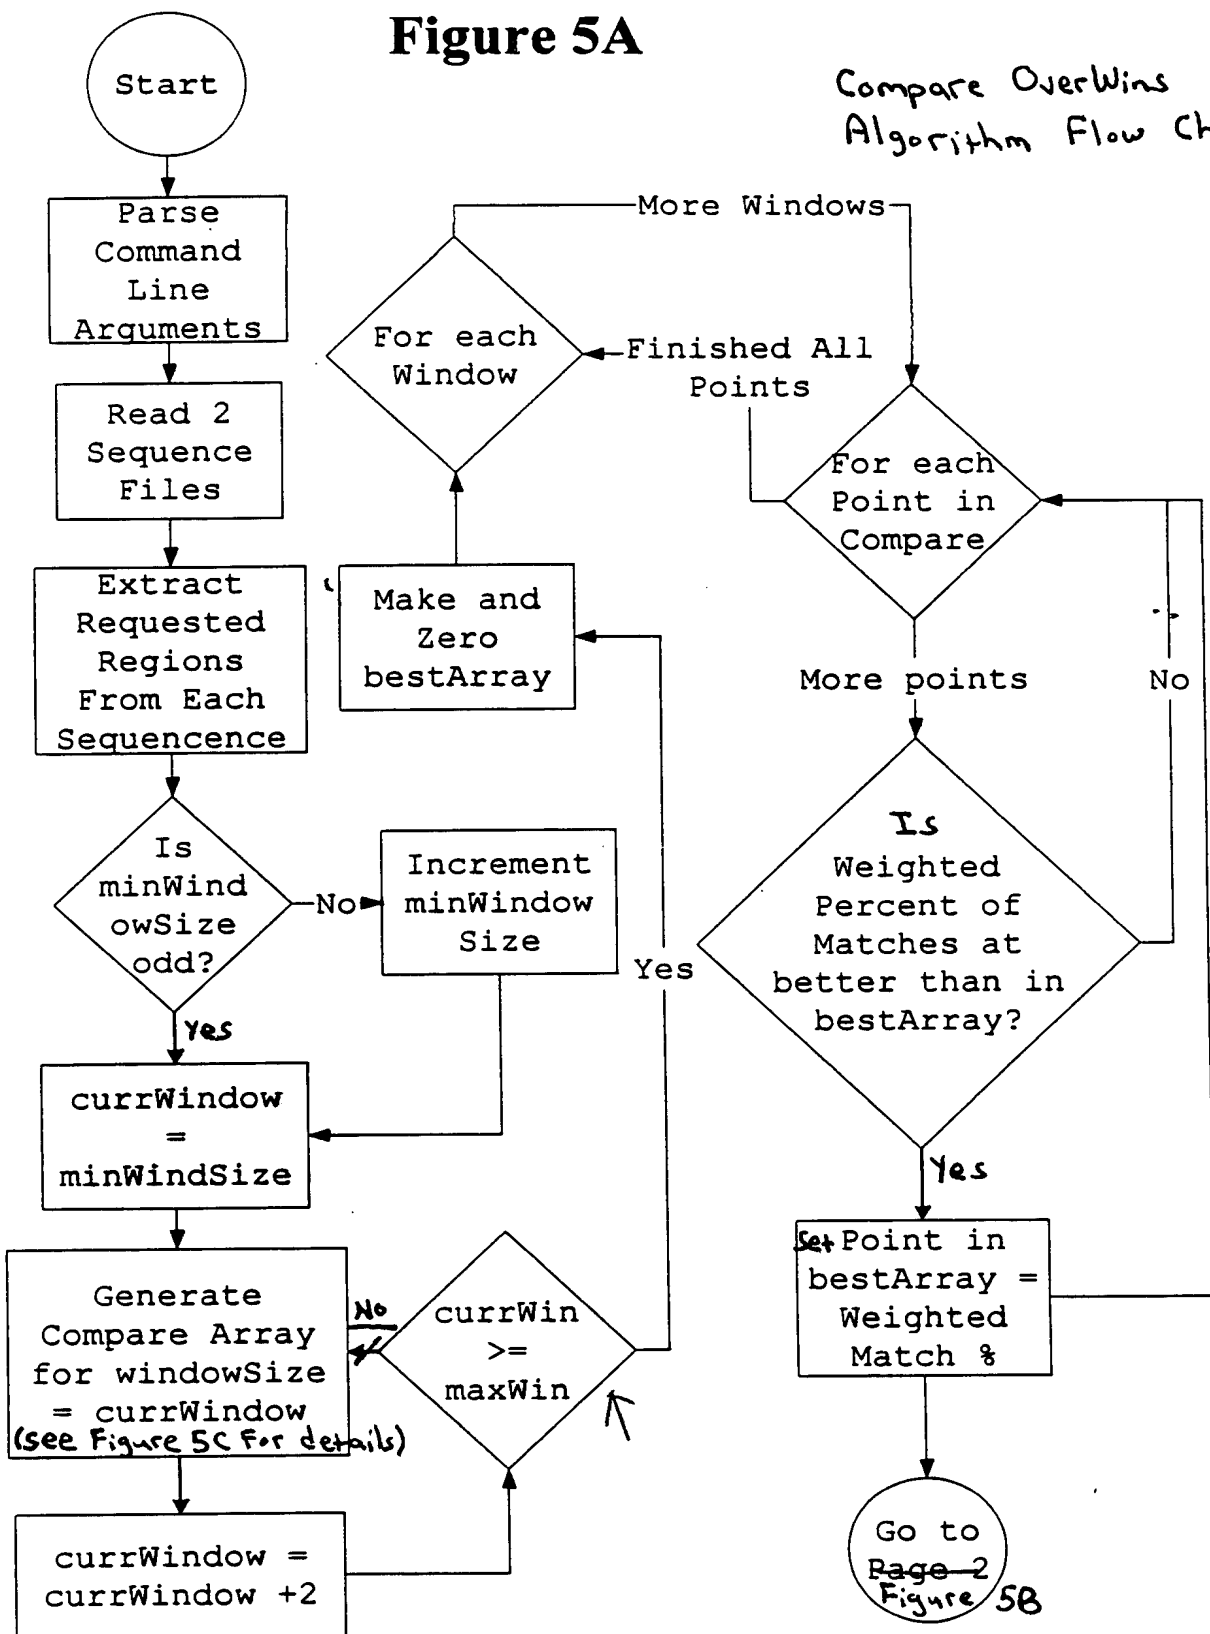 Figure 5A
Compare OverWins
Algorithm Flow Ch
Start
Parse
Command
Line
Arguments
Read 2
Sequence
Files
Extract
Requested
Regions
From Each
Sequencence
Is
minWind
owSize
odd?
No
Increment
minWindow
Size
Yes
currWindow
=
minWindSize
Generate
Compare Array
for windowSize
= currWindow
(see Figure 5C For details)
currWindow =
currWindow +2
currWin
>=
maxWin
No
Yes
Make and
Zero
bestArray
For each
Window
More Windows
Finished All
Points
For each
Point in
Compare
More points
No
Is
Weighted
Percent of
Matches at
better than in
bestArray?
Yes
Set Point in
bestArray =
Weighted
Match %
Go to
Page 2
Figure 5B